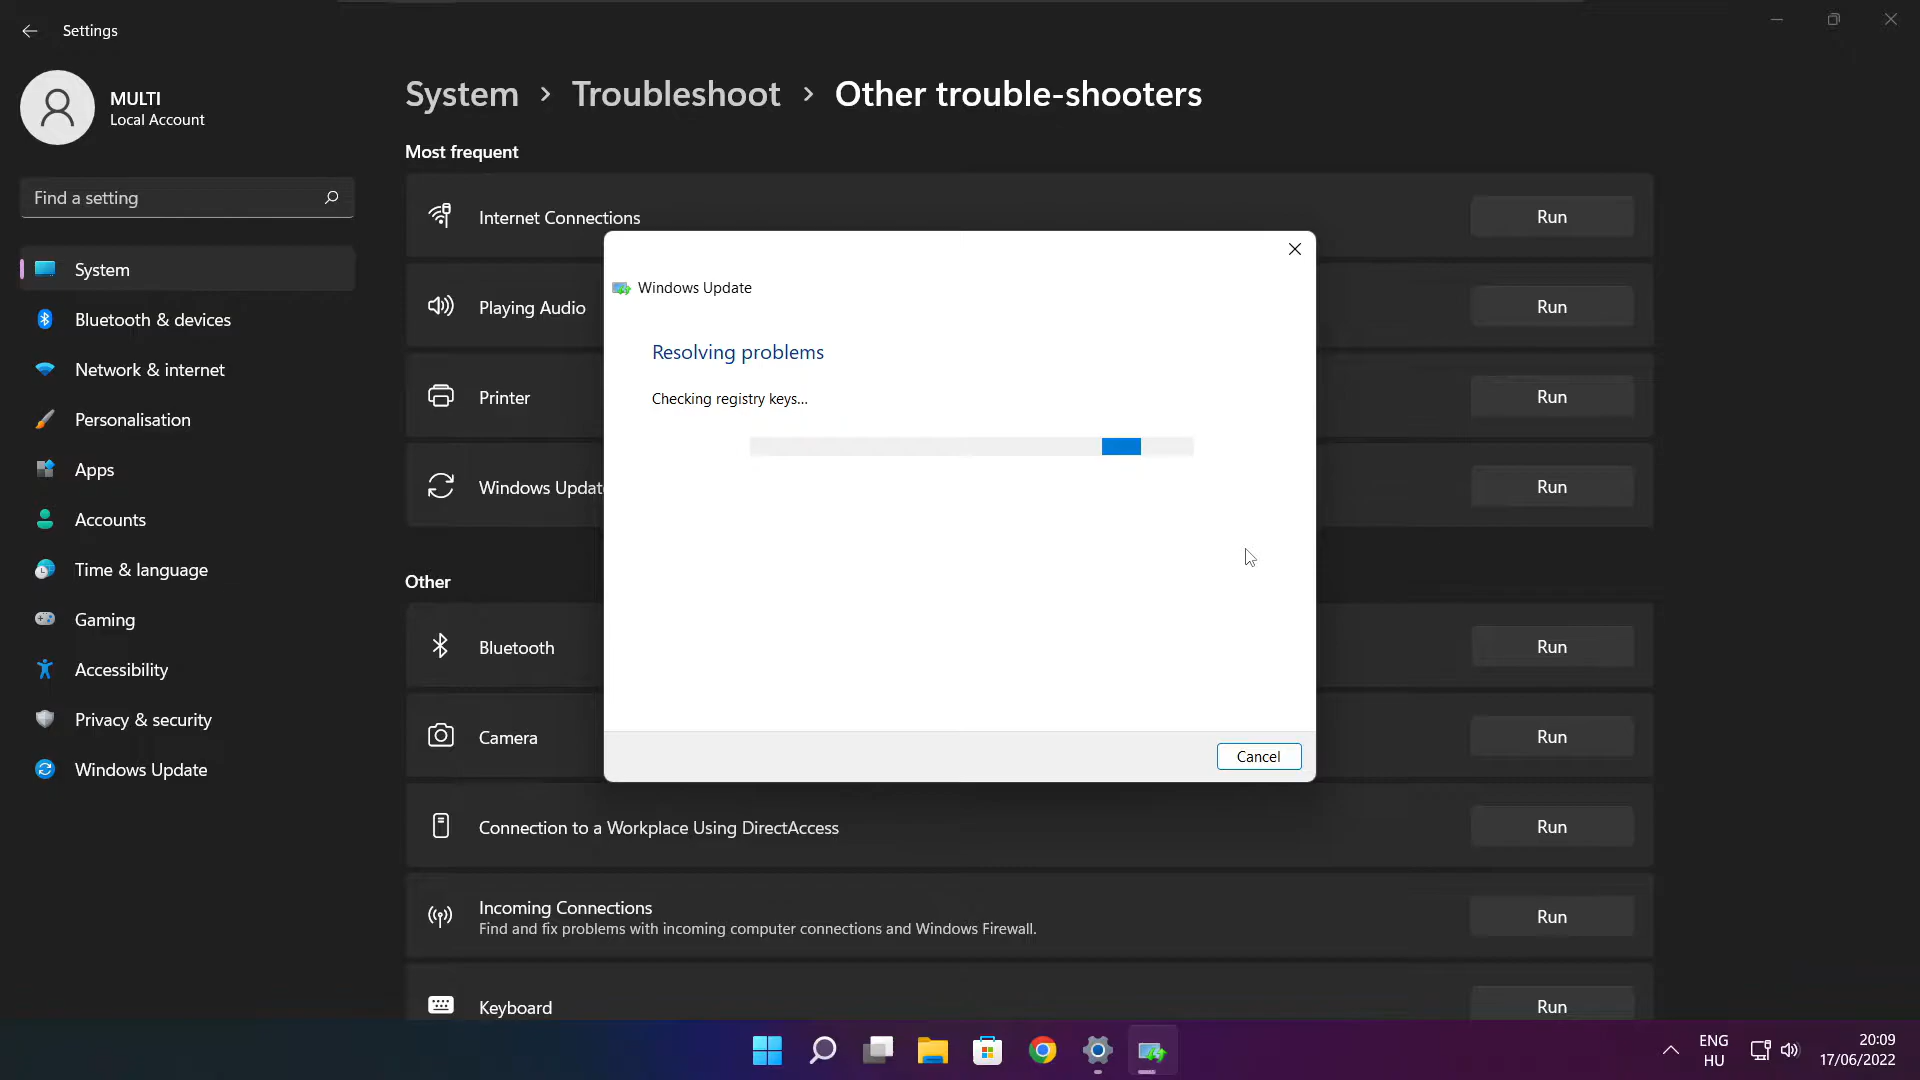 Settings
MULTI
Local Account
Find a setting
System
Bluetooth & devices
Network & internet
Personalisation
Apps
Accounts
Time & language
Gaming
Accessibility
Privacy & security
Windows Update
System > Troubleshoot > Other trouble-shooters
Most frequent
Internet Connections Run
Playing Audio Run
Printer Run
Windows Updat Run
Windows Update
Resolving problems
Checking registry keys...
Cancel
Other
Bluetooth Run
Camera Run
Connection to a Workplace Using DirectAccess Run
Incoming Connections
Find and fix problems with incoming computer connections and Windows Firewall.
Run
Keyboard Run
ENG
HU
20:09
17/06/2022